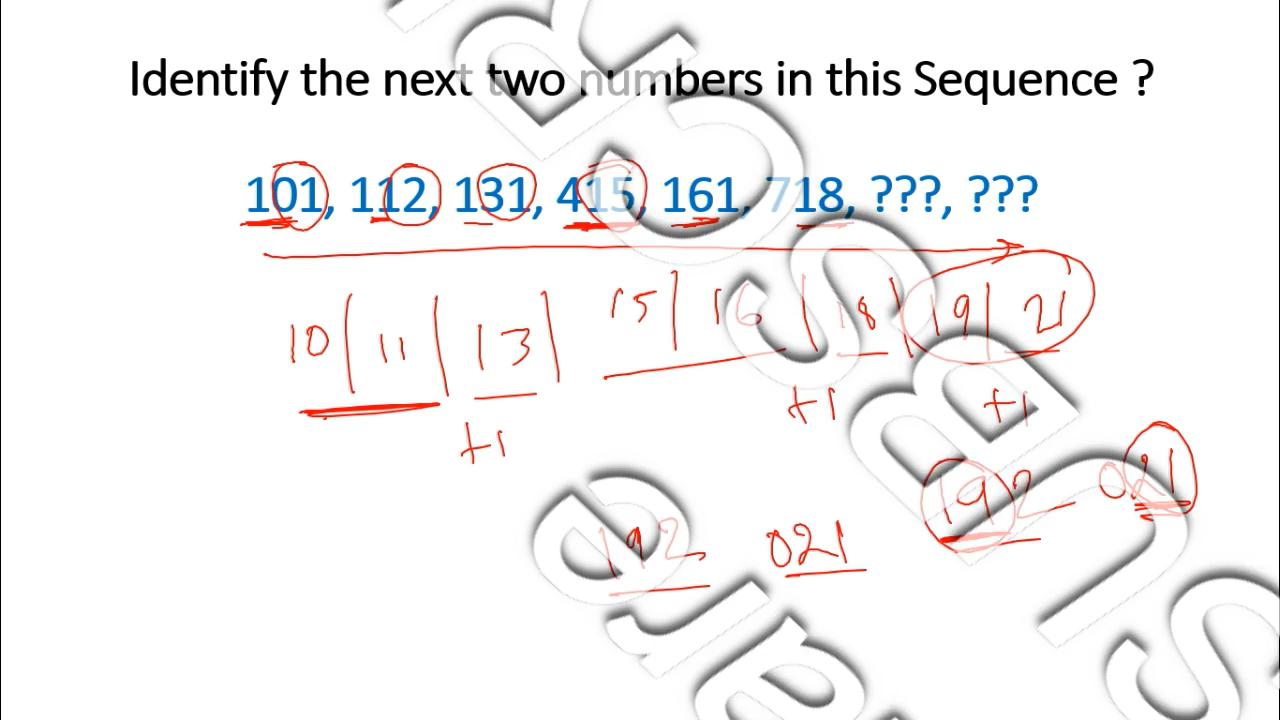 Identify the next two numbers in this Sequence ?
101, 112, 131, 415, 161, 718, ???, ???
10 | 11 | 13 | 15 | 16 | 18 | 19 | 21
+1 +1 +1
192 021
192 021